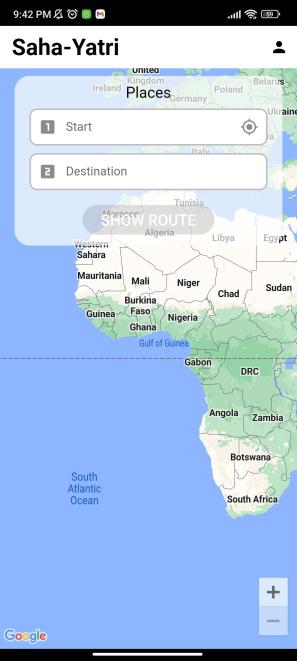 9:42 PM
59
Saha-Yatri
United
Kingdom
Belarus
Ireland
Places
Germany
Ukraine
1 Start
Italy
2 Destination
Tunisia
Morocco
SHOW ROUTE
Algeria
Libya
Egypt
Western
Sahara
Mauritania
Mali
Niger
Chad
Sudan
Burkina
Faso
Guinea
Nigeria
Ghana
Gulf of Guinea
Gabon
DRC
Angola
Zambia
Botswana
South
Atlantic
Ocean
South Africa
+
−
Google